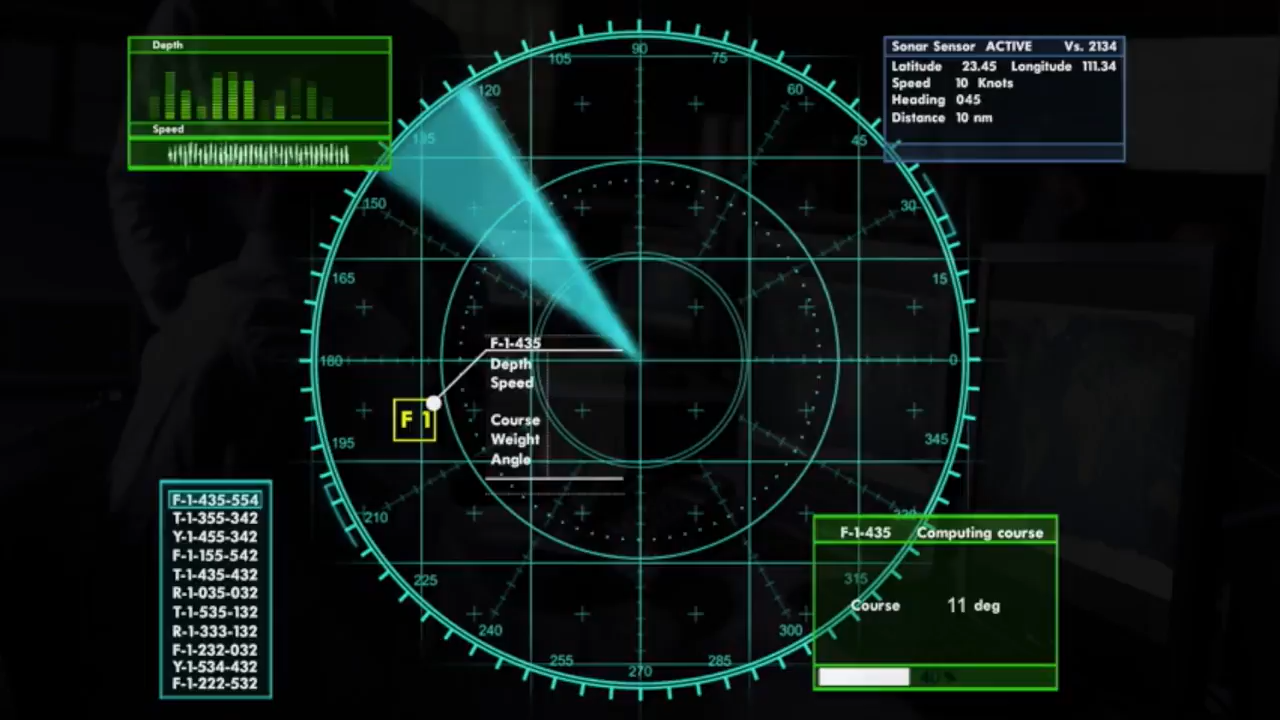 Depth
Speed
Sonar Sensor ACTIVE Vs. 2134
Latitude 23.45 Longitude 111.34
Speed 10 Knots
Heading 045
Distance 10 nm
90
105
75
120
60
135
45
150
30
165
15
180
0
195
345
210
330
225
315
240
300
255
285
270
F-1-435
Depth
Speed
Course
Weight
Angle
F 1
F-1-435-554
T-1-355-342
Y-1-455-342
F-1-155-542
T-1-435-432
R-1-035-032
T-1-535-132
R-1-333-132
F-1-232-032
Y-1-534-432
F-1-222-532
F-1-435 Computing course
Course 11 deg
40 %